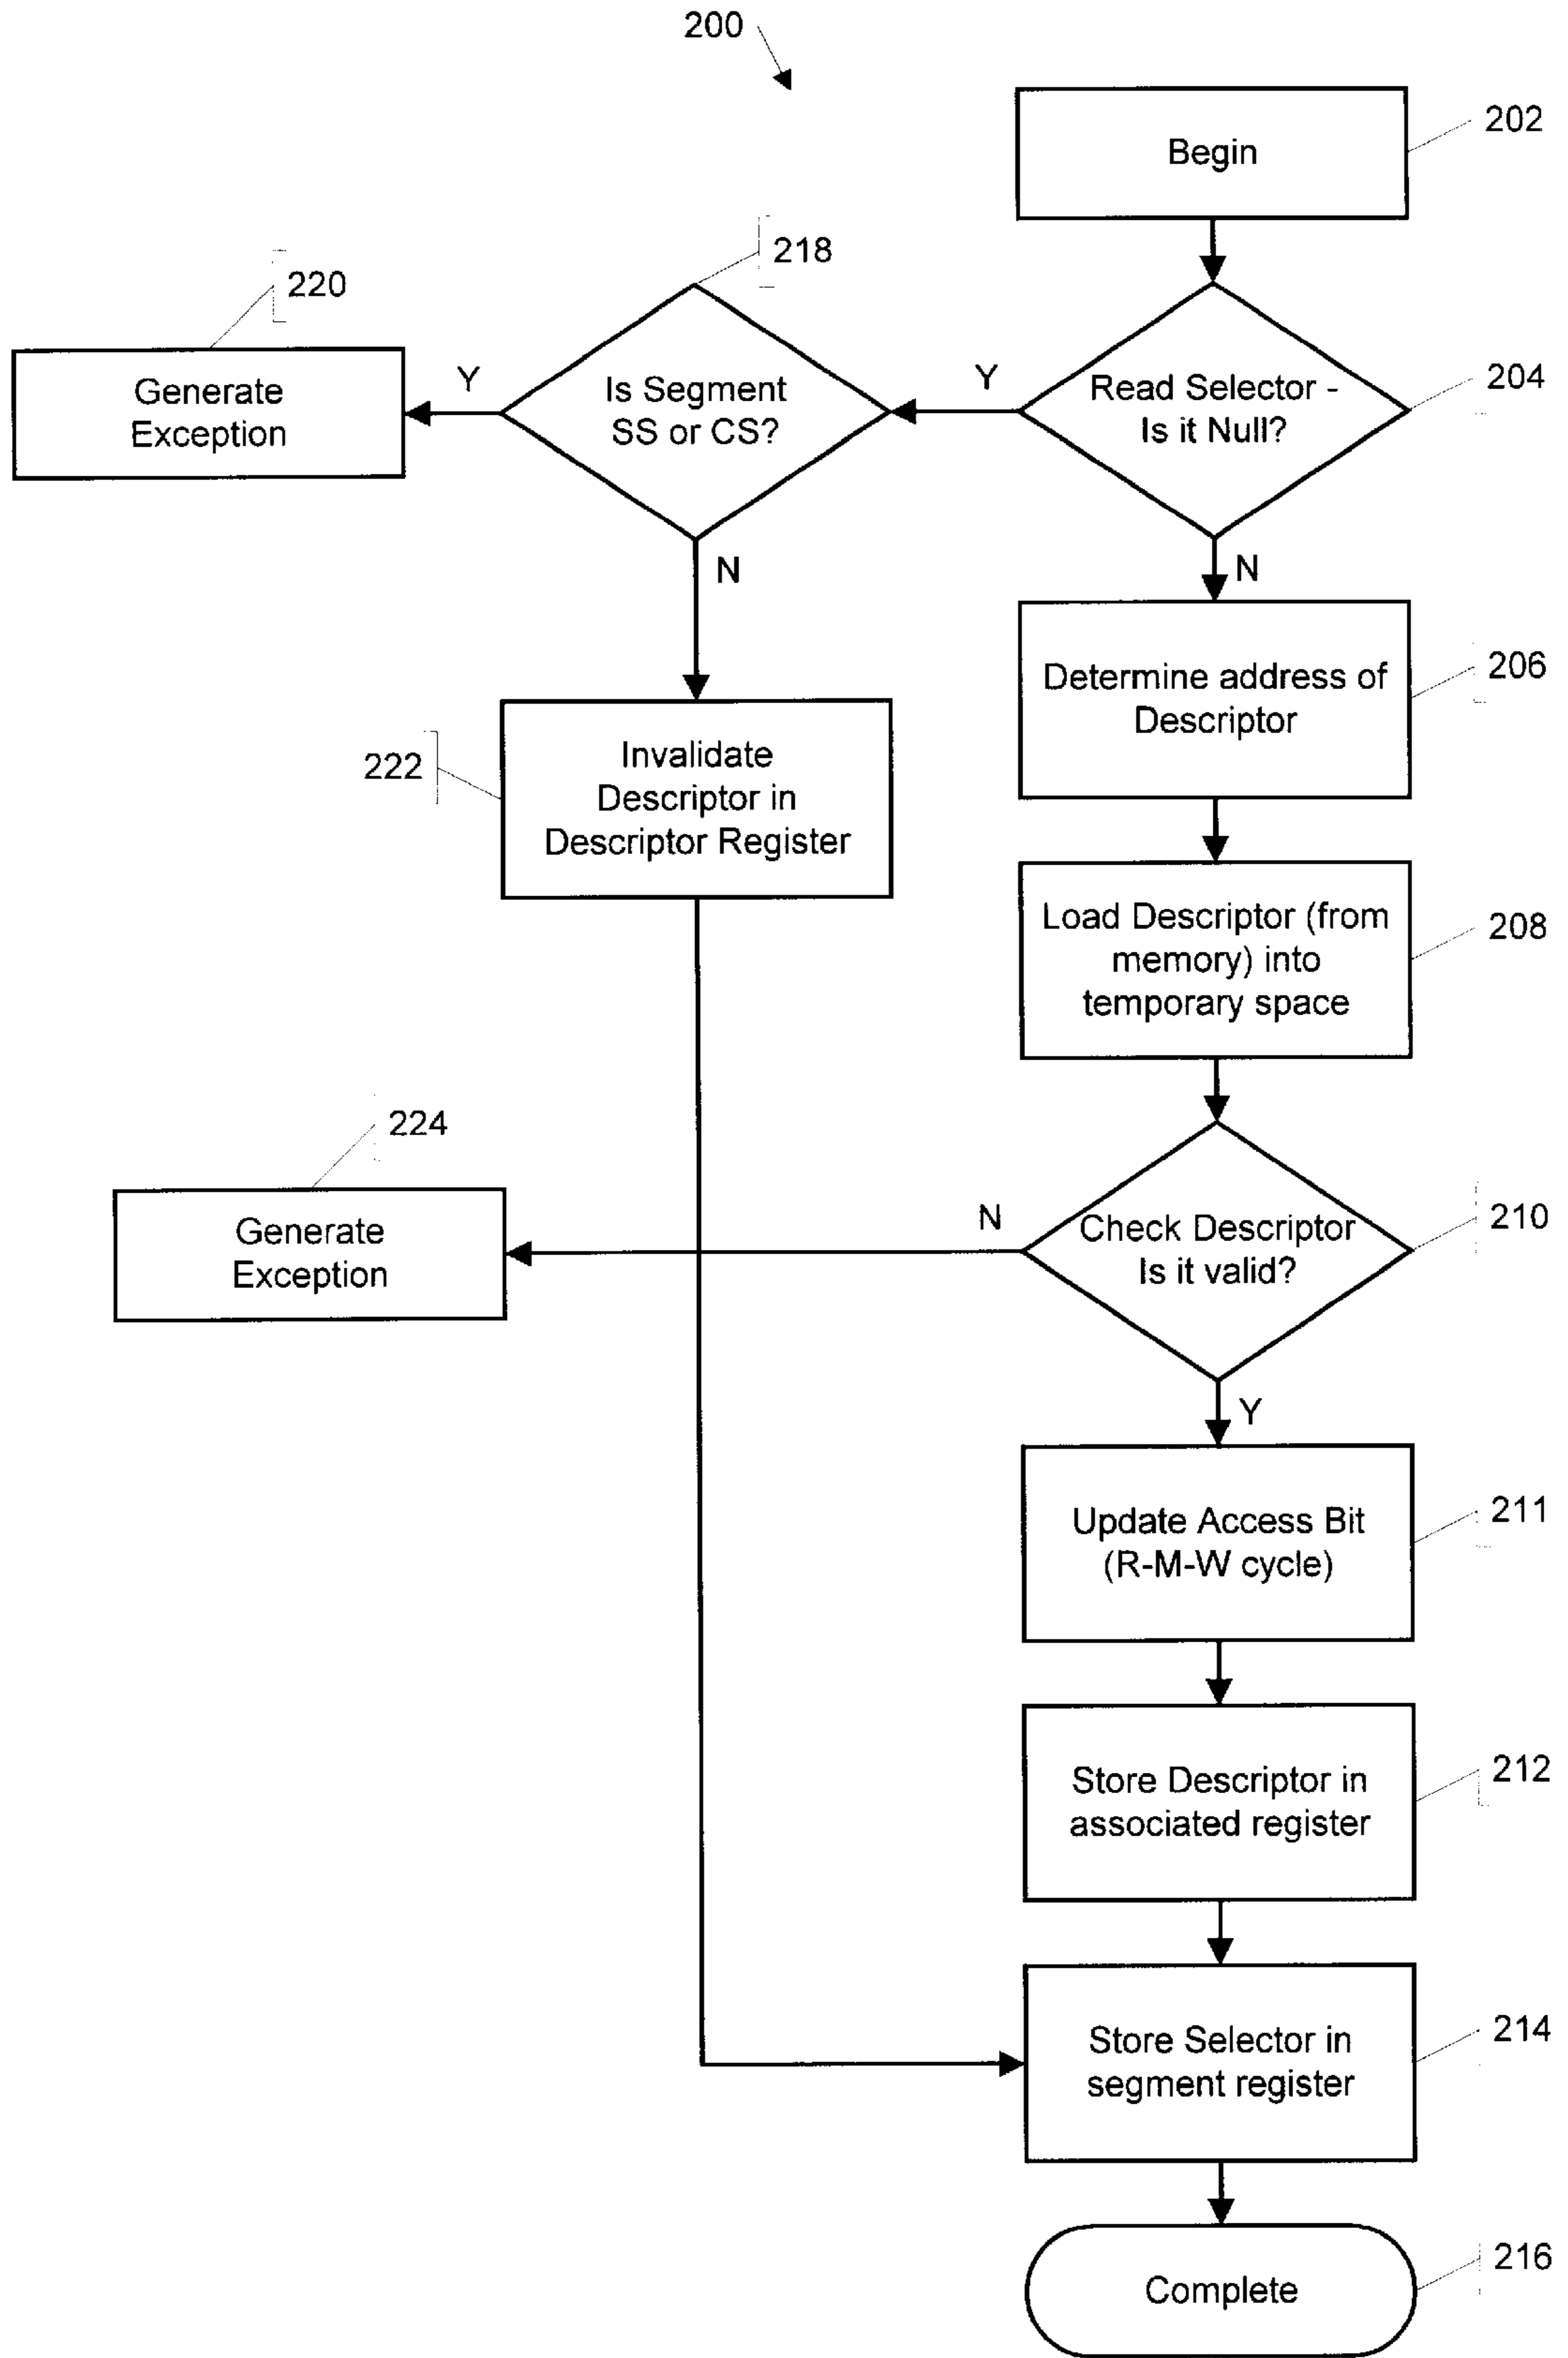 200
202
Begin
218
220
Generate
Exception
Y
Is Segment
SS or CS?
Y
Read Selector -
Is it Null?
204
N
N
Determine address of
Descriptor
206
222
Invalidate
Descriptor in
Descriptor Register
Load Descriptor (from
memory) into
temporary space
208
224
Generate
Exception
N
Check Descriptor
Is it valid?
210
Y
Update Access Bit
(R-M-W cycle)
211
Store Descriptor in
associated register
212
Store Selector in
segment register
214
Complete
216